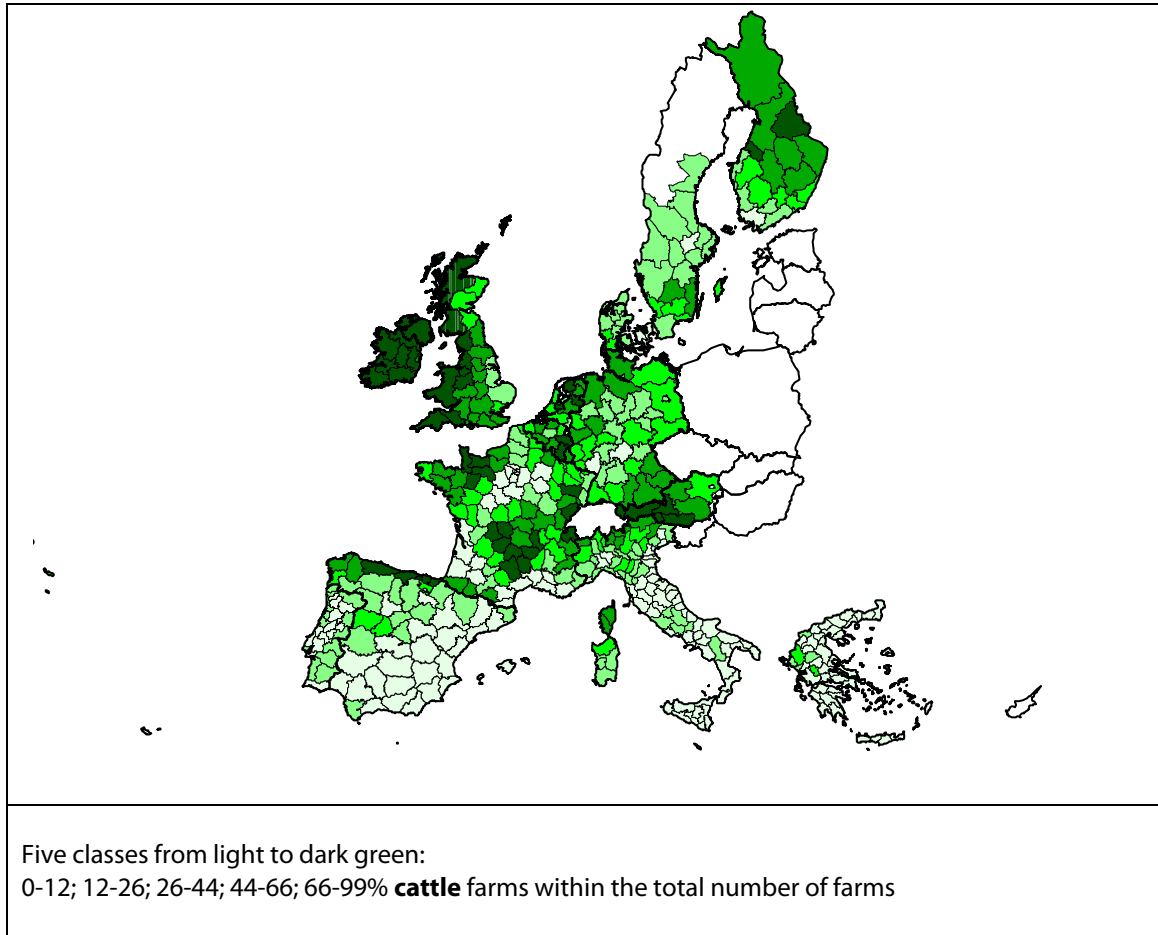 Five classes from light to dark green:
0-12; 12-26; 26-44; 44-66; 66-99% cattle farms within the total number of farms